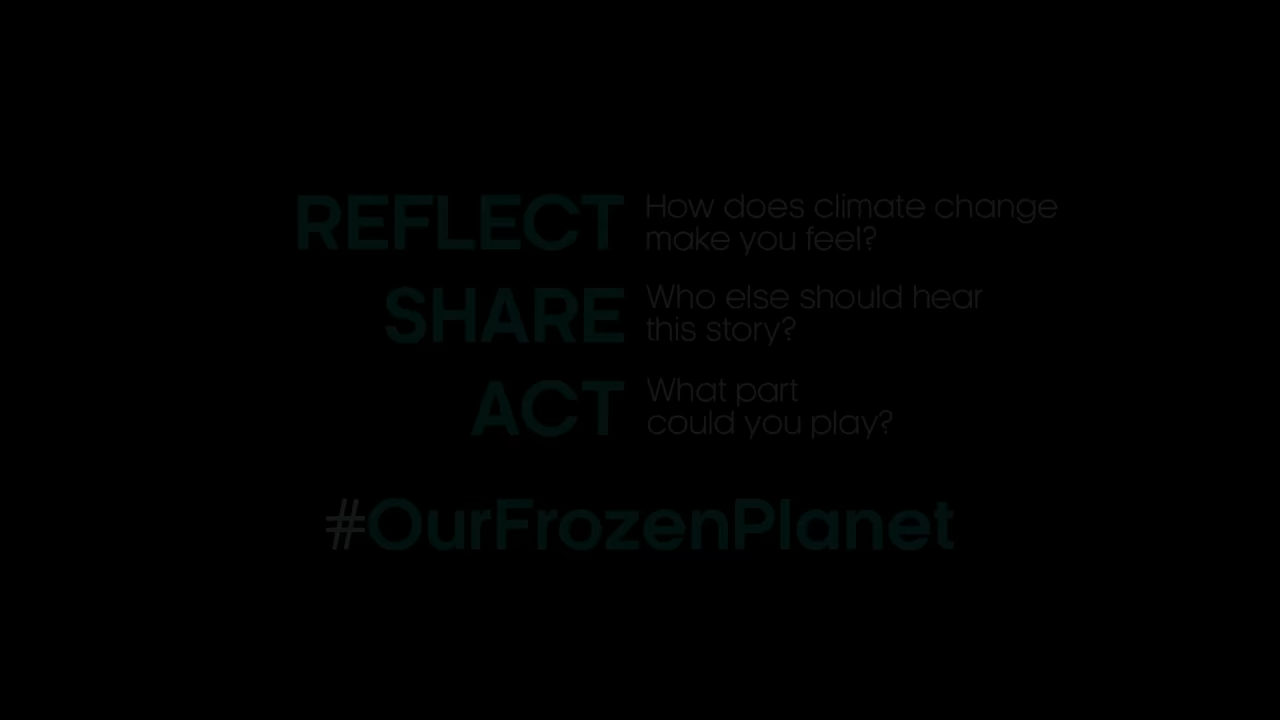 REFLECT How does climate change
make you feel?
SHARE Who else should hear
this story?
ACT What part
could you play?
#OurFrozenPlanet